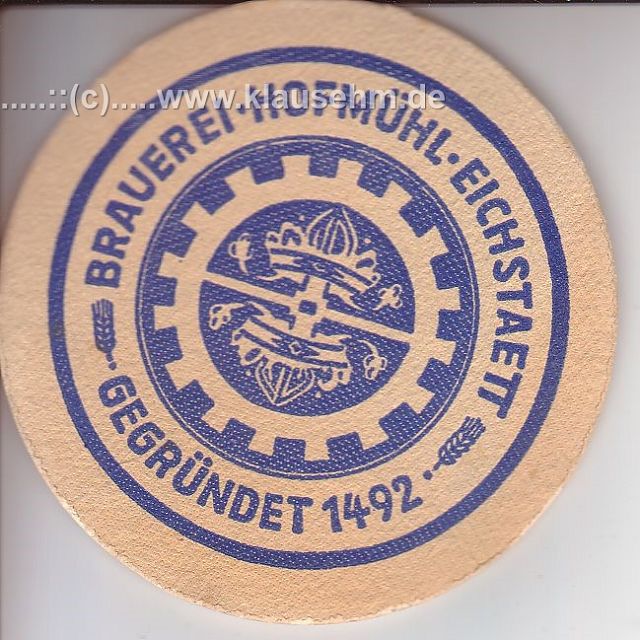 .....::(c).....www.klausehm.de
BRAUEREI·HOFMÜHL·EICHSTAETT
·GEGRÜNDET 1492··